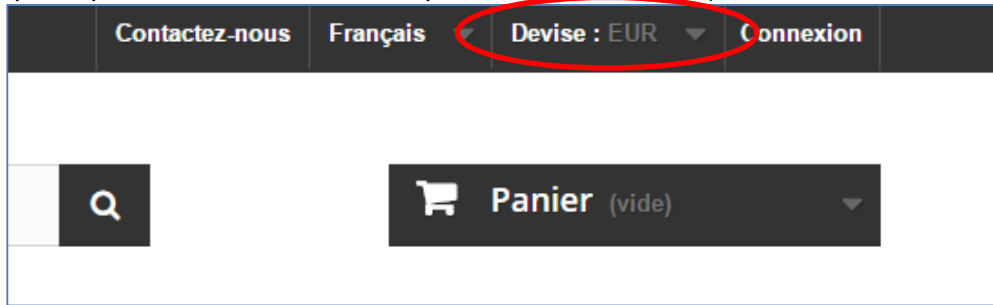 Contactez-nous Français Devise : EUR Connexion
Panier (vide)